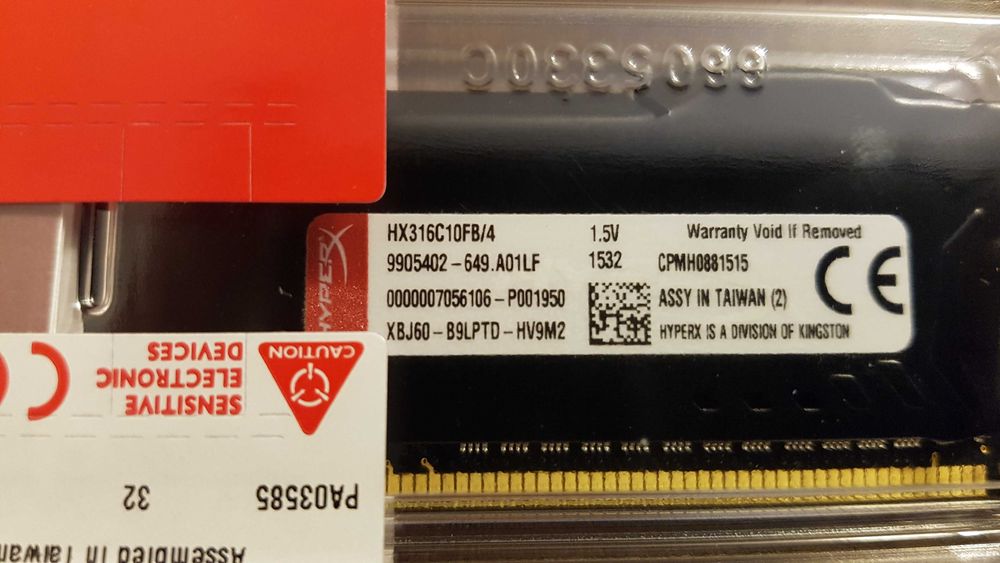 6605330C
HYPERX
HX316C10FB/4 1.5V Warranty Void If Removed
9905402-649.A01LF 1532 CPMH0881515
0000007056106-P001950 ASSY IN TAIWAN (2)
XBJ60-B9LPTD-HV9M2 HYPERX IS A DIVISION OF KINGSTON
CE
CAUTION
SENSITIVE
ELECTRONIC
DEVICES
PA03585 32
Assembled in Taiwan